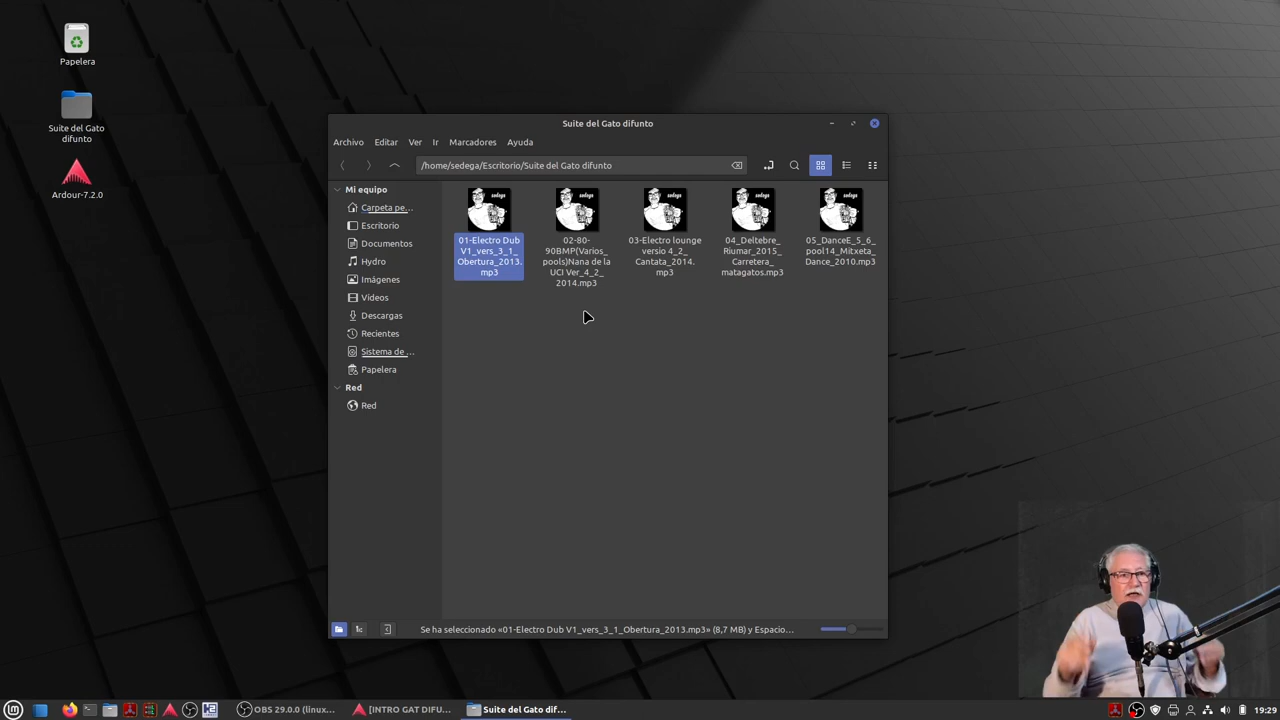 Papelera
Suite del Gato
difunto
Ardour-7.2.0
Suite del Gato difunto
Archivo Editar Ver Ir Marcadores Ayuda
/home/sedega/Escritorio/Suite del Gato difunto
Mi equipo
Carpeta pe...
Escritorio
Documentos
Hydro
Imágenes
Vídeos
Descargas
Recientes
Sistema de ...
Papelera
Red
Red
sedega
01-Electro Dub
V1_vers_3_1_
Obertura_2013.
mp3
sedega
02-80-
90BMP(Varios_
pools)Nana de la
UCI Ver_4_2_
2014.mp3
sedega
03-Electro lounge
versio 4_2_
Cantata_2014.
mp3
sedega
04_Deltebre_
Riumar_2015_
Carretera_
matagatos.mp3
sedega
05_DanceE_5_6_
pool14_Mitxeta_
Dance_2010.mp3
Se ha seleccionado «01-Electro Dub V1_vers_3_1_Obertura_2013.mp3» (8,7 MB) y Espacio...
OBS 29.0.0 (linux... [INTRO GAT DIFU... Suite del Gato dif... 19:29